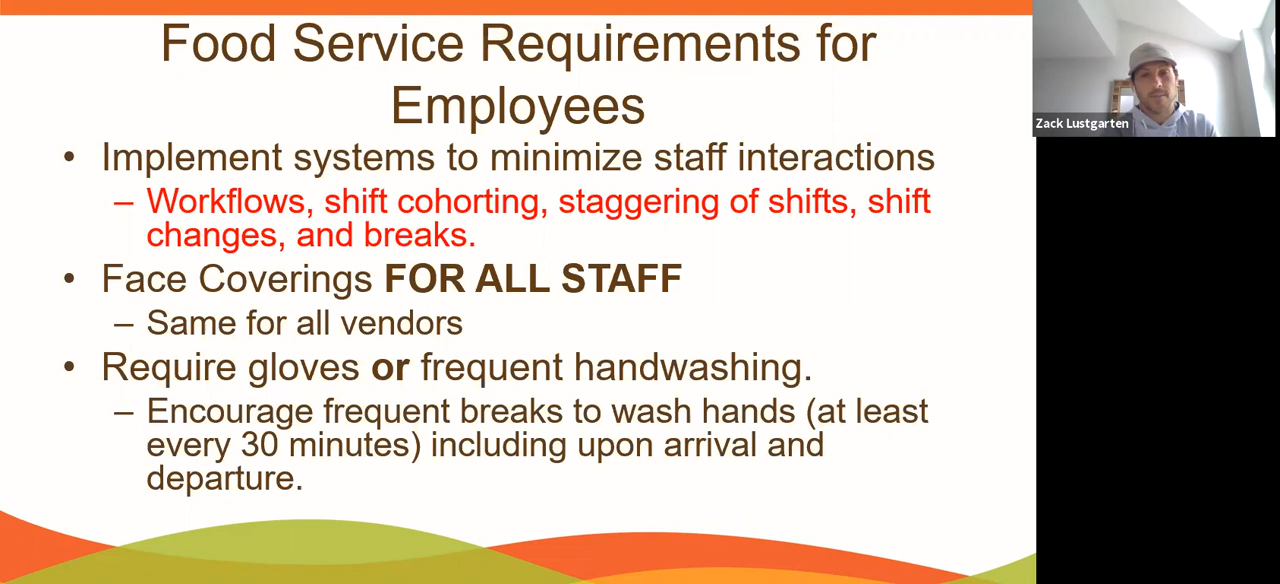 Food Service Requirements for
Employees
• Implement systems to minimize staff interactions
– Workflows, shift cohorting, staggering of shifts, shift
changes, and breaks.
• Face Coverings FOR ALL STAFF
– Same for all vendors
• Require gloves or frequent handwashing.
– Encourage frequent breaks to wash hands (at least
every 30 minutes) including upon arrival and
departure.
Zack Lustgarten